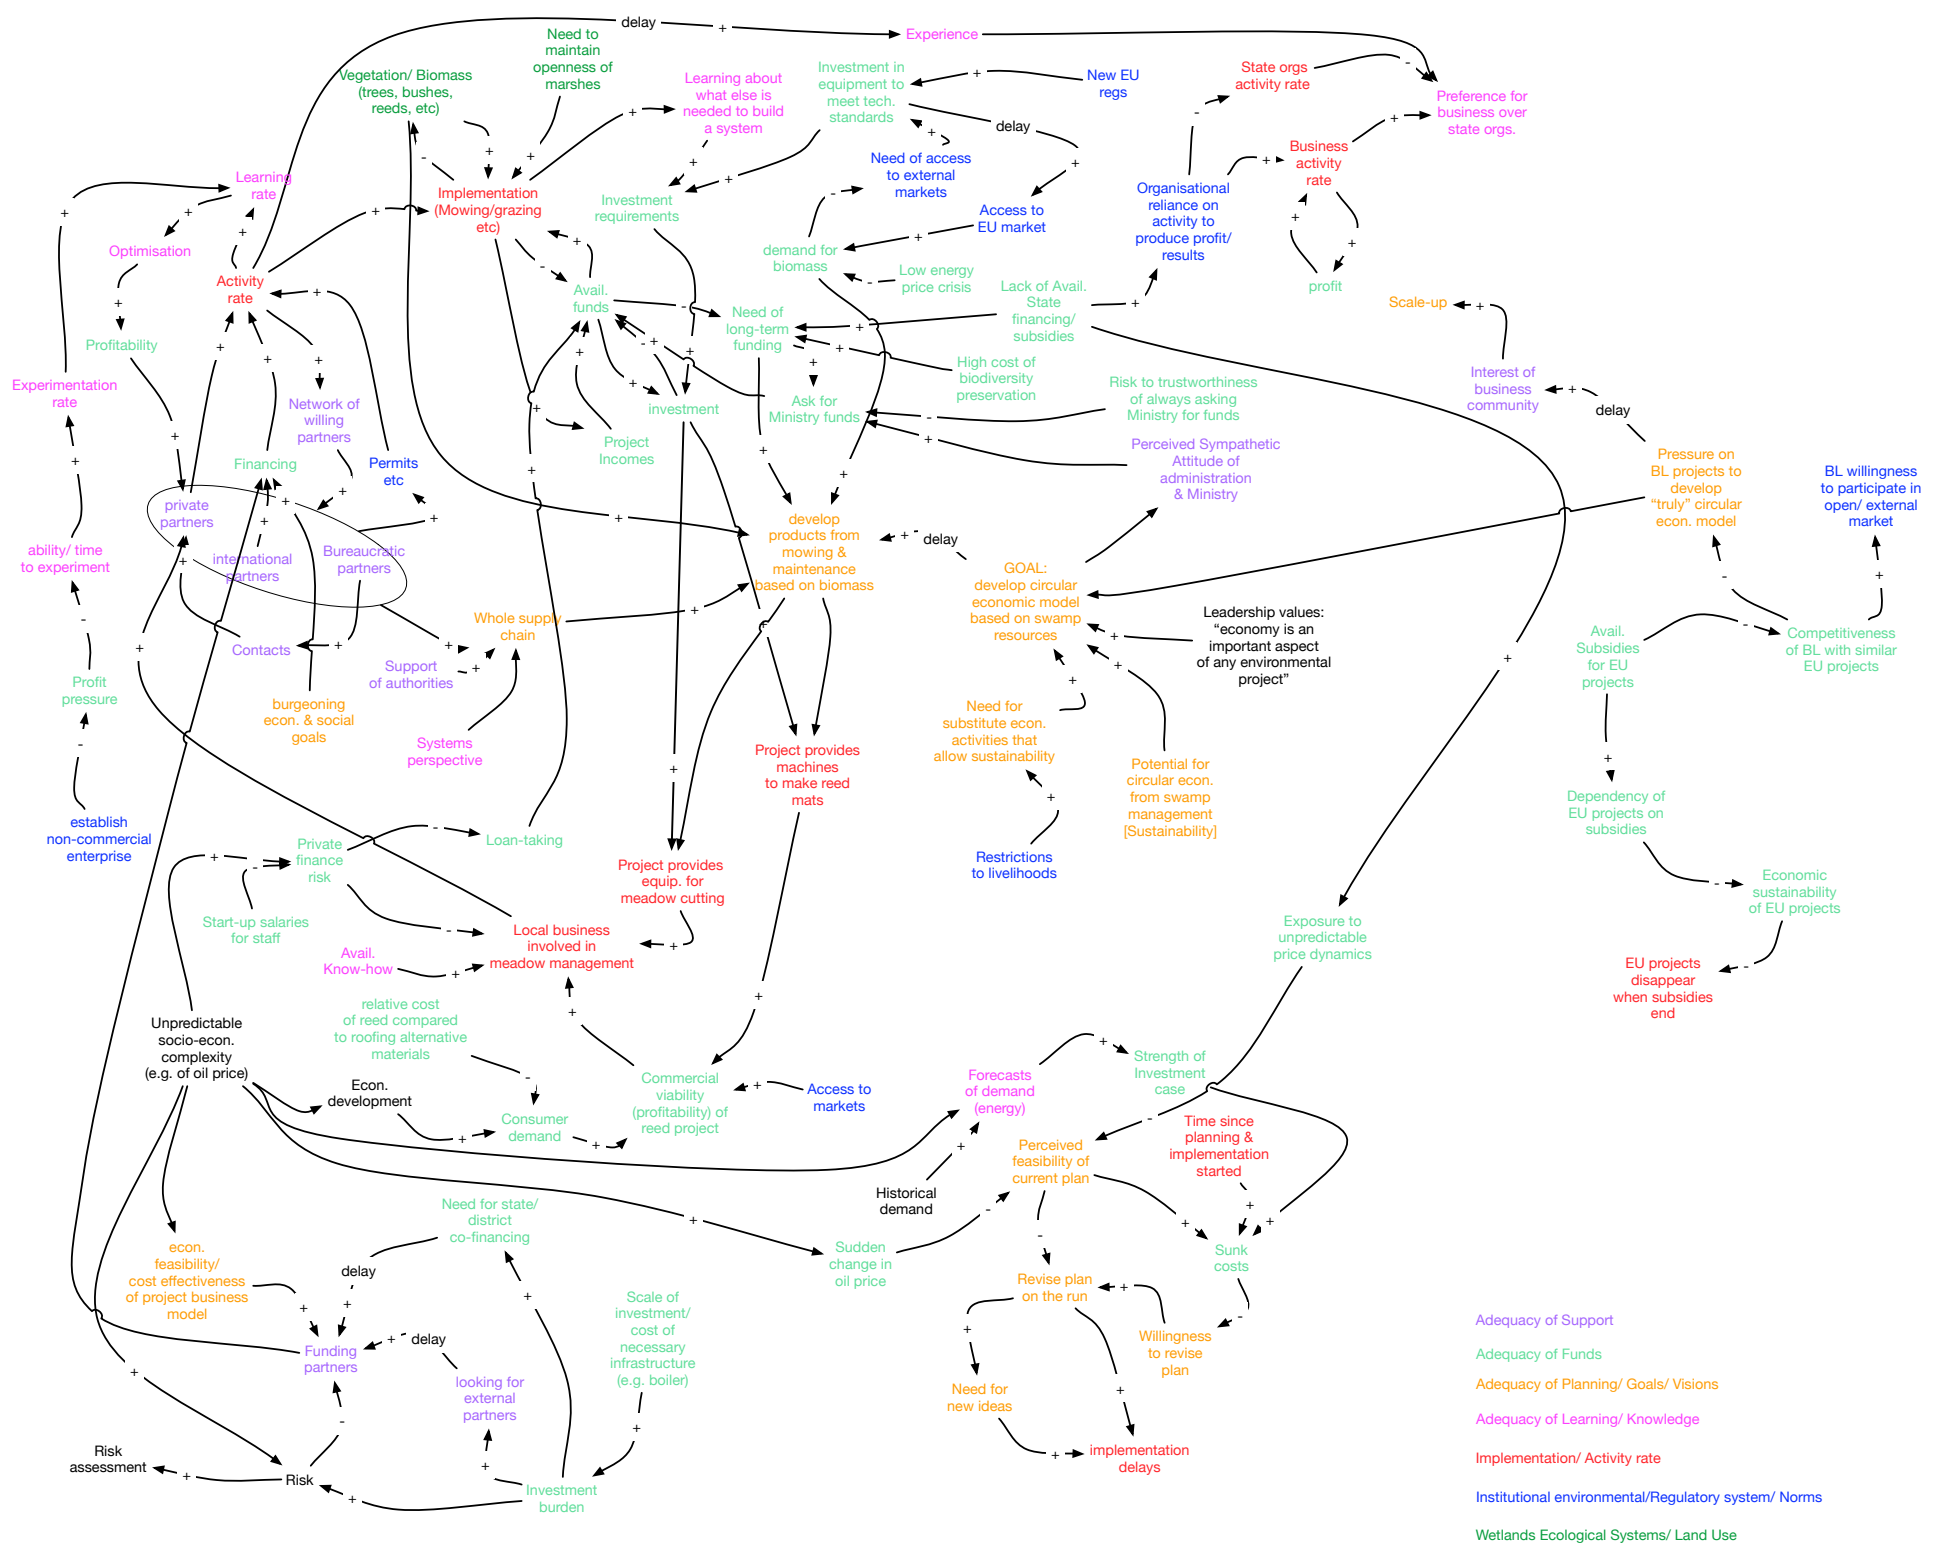 delay
Experience
Need to
maintain
openness of
marshes
Vegetation/ Biomass
(trees, bushes,
reeds, etc)
Learning about
what else is
needed to build
a system
Investment in
equipment to
meet tech.
standards
New EU
regs
State orgs
activity rate
Preference for
business over
state orgs.
delay
Business
activity
rate
Need of access
to external
markets
Learning
rate
Implementation
(Mowing/grazing
etc)
Investment
requirements
Access to
EU market
Organisational
reliance on
activity to
produce profit/
results
Optimisation
demand for
biomass
Low energy
price crisis
Activity
rate
Avail.
funds
profit
Lack of Avail.
State
financing/
subsidies
Scale-up
Need of
long-term
funding
Profitability
High cost of
biodiversity
preservation
Interest of
business
community
Experimentation
rate
Risk to trustworthiness
of always asking
Ministry for funds
Network of
willing
partners
investment
Ask for
Ministry funds
delay
Project
Incomes
Perceived Sympathetic
Attitude of
administration
& Ministry
Pressure on
BL projects to
develop
“truly” circular
econ. model
BL willingness
to participate in
open/ external
market
Financing
Permits
etc
private
partners
develop
products from
mowing &
maintenance
based on biomass
delay
ability/ time
to experiment
international
partners
Bureaucratic
partners
GOAL:
develop circular
economic model
based on swamp
resources
Leadership values:
“economy is an
important aspect
of any environmental
project”
Whole supply
chain
Contacts
Support
of authorities
Avail.
Subsidies
for EU
projects
Competitiveness
of BL with similar
EU projects
Profit
pressure
burgeoning
econ. & social
goals
Need for
substitute econ.
activities that
allow sustainability
Systems
perspective
Project provides
machines
to make reed
mats
Potential for
circular econ.
from swamp
management
[Sustainability]
Dependency of
EU projects on
subsidies
establish
non-commercial
enterprise
Private
finance
risk
Loan-taking
Restrictions
to livelihoods
Project provides
equip. for
meadow cutting
Economic
sustainability
of EU projects
Start-up salaries
for staff
Local business
involved in
meadow management
Exposure to
unpredictable
price dynamics
Avail.
Know-how
EU projects
disappear
when subsidies
end
relative cost
of reed compared
to roofing alternative
materials
Unpredictable
socio-econ.
complexity
(e.g. of oil price)
Econ.
development
Consumer
demand
Commercial
viability
(profitability) of
reed project
Access to
markets
Forecasts
of demand
(energy)
Strength of
Investment
case
Time since
planning &
implementation
started
Perceived
feasibility of
current plan
Historical
demand
Need for state/
district
co-financing
Sudden
change in
oil price
Sunk
costs
econ.
feasibility/
cost effectiveness
of project business
model
delay
Revise plan
on the run
Scale of
investment/
cost of
necessary
infrastructure
(e.g. boiler)
Willingness
to revise
plan
delay
Funding
partners
looking for
external
partners
Need for
new ideas
Risk
assessment
Risk
Investment
burden
implementation
delays
Adequacy of Support
Adequacy of Funds
Adequacy of Planning/ Goals/ Visions
Adequacy of Learning/ Knowledge
Implementation/ Activity rate
Institutional environmental/Regulatory system/ Norms
Wetlands Ecological Systems/ Land Use